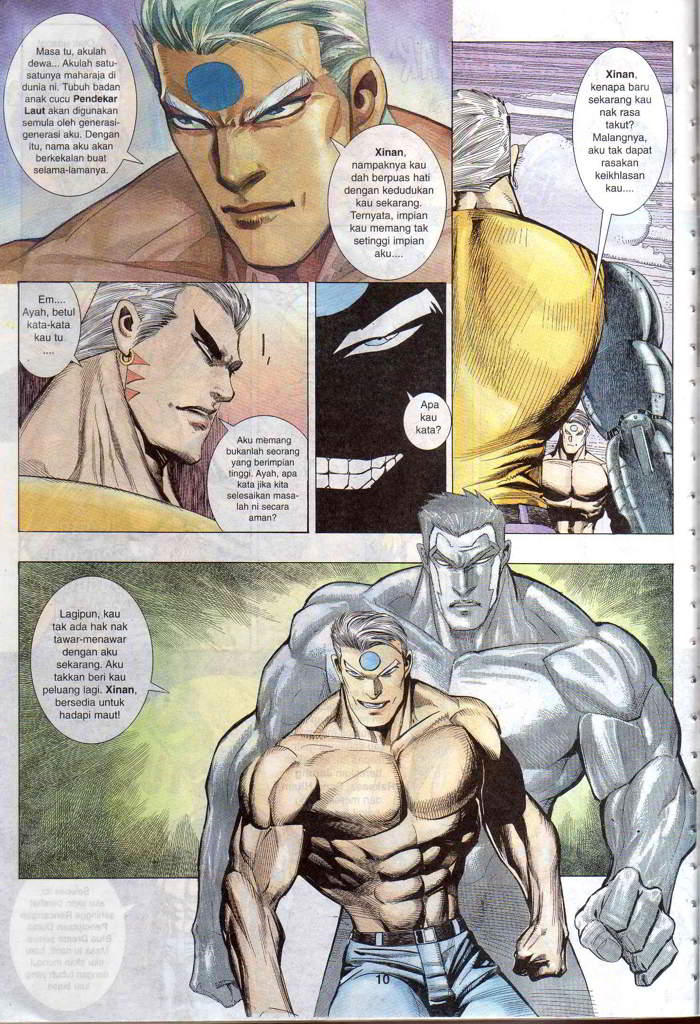 Masa tu, akulah
dewa... Akulah satu-
satunya maharaja di
dunia ni. Tubuh badan
anak cucu Pendekar
Laut akan digunakan
semula oleh generasi-
generasi aku. Dengan
itu, nama aku akan
berkekalan buat
selama-lamanya.
Xinan,
nampaknya kau
dah berpuas hati
dengan kedudukan
kau sekarang.
Ternyata, impian
kau memang tak
setinggi impian
aku....
Xinan,
kenapa baru
sekarang kau
nak rasa
takut?
Malangnya,
aku tak dapat
rasakan
keikhlasan
kau....
Em....
Ayah, betul
kata-kata
kau tu
....
Aku memang
bukanlah seorang
yang berimpian
tinggi. Ayah, apa
kata jika kita
selesaikan masa-
lah ni secara
aman?
Apa
kau
kata?
Lagipun, kau
tak ada hak nak
tawar-menawar
dengan aku
sekarang. Aku
takkan beri kau
peluang lagi. Xinan,
bersedia untuk
hadapi maut!
10